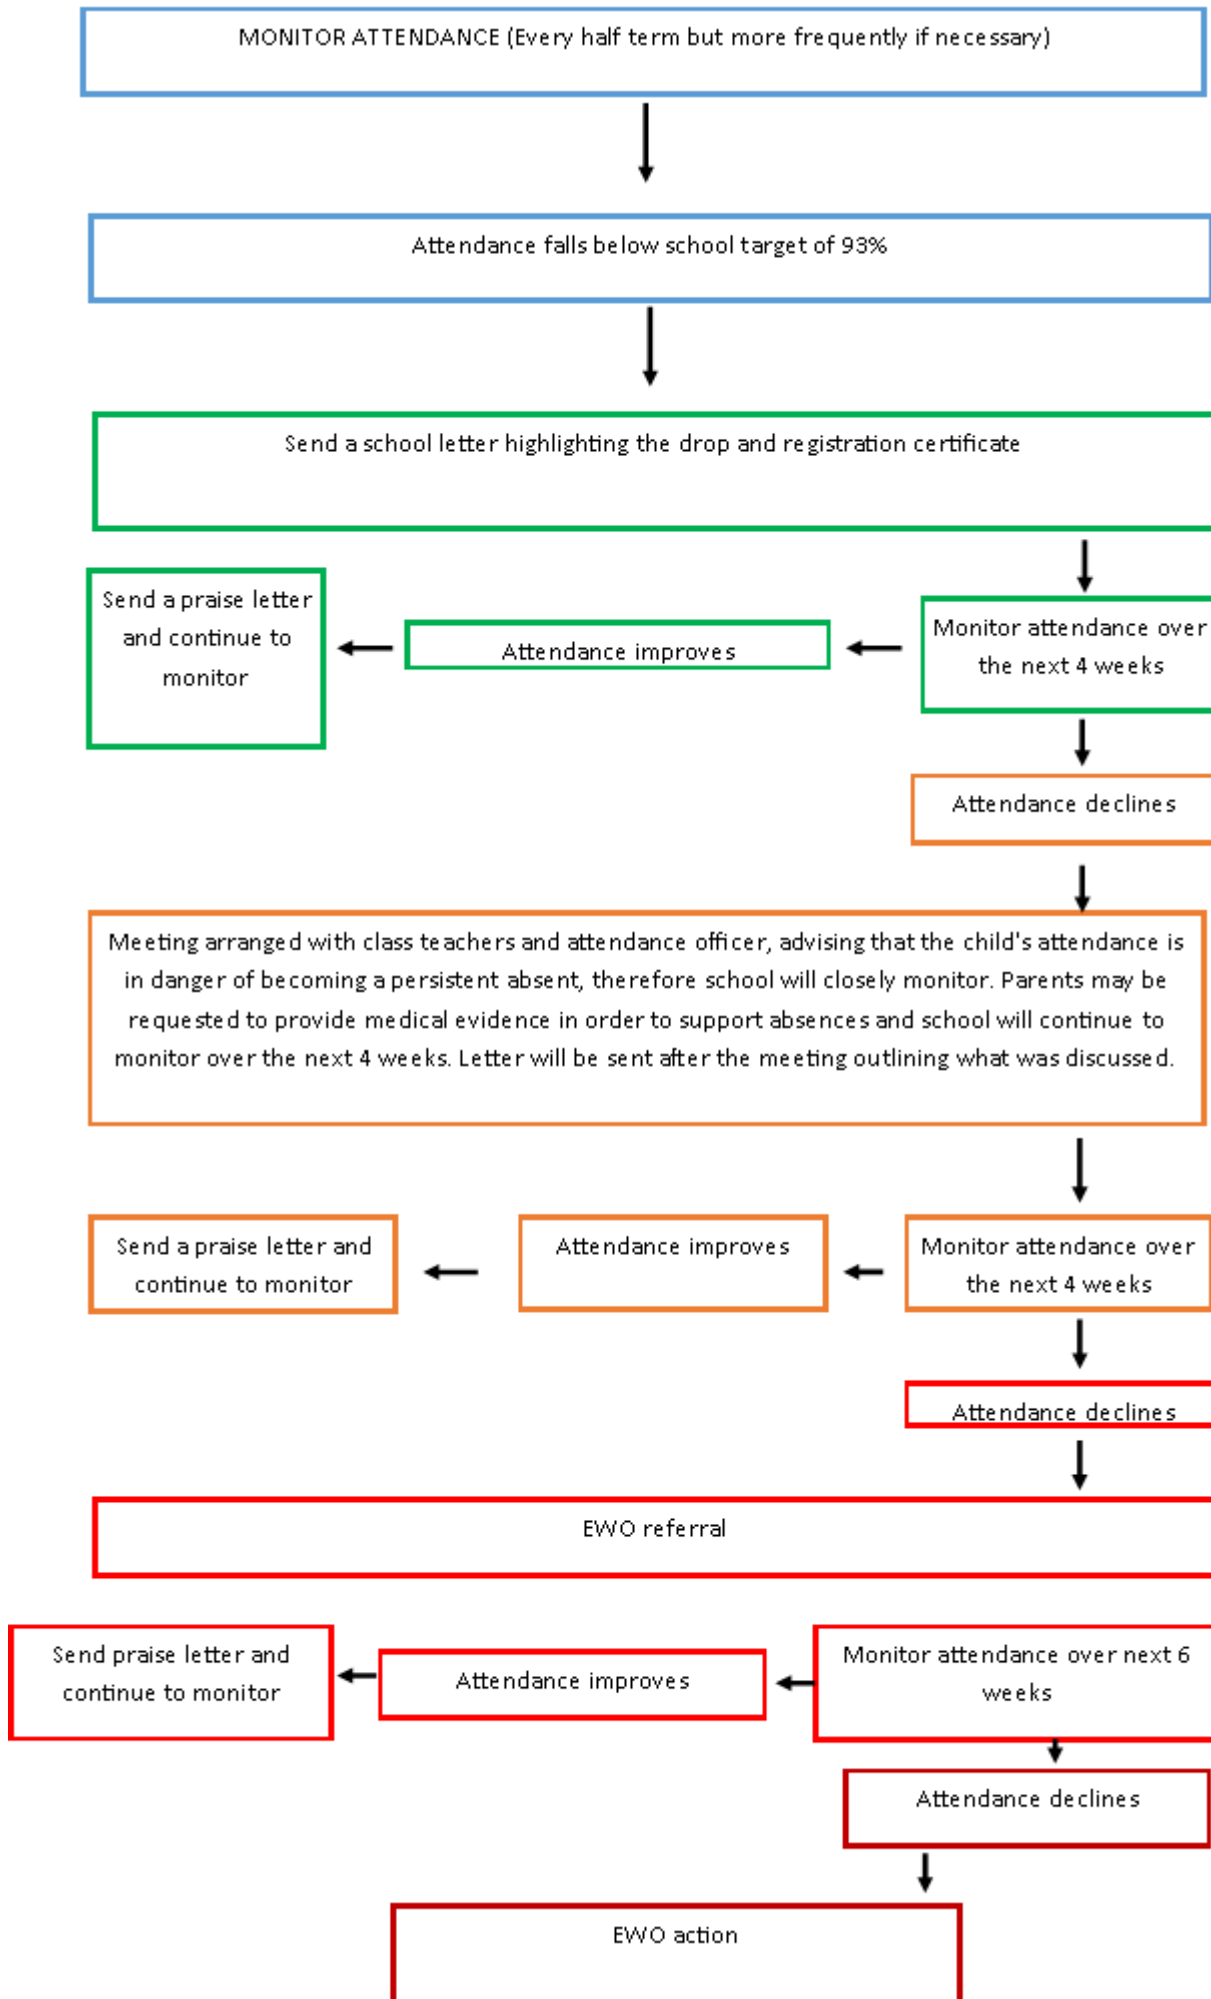 MONITOR ATTENDANCE (Every half term but more frequently if necessary)
Attendance falls below school target of 93%
Send a school letter highlighting the drop and registration certificate
Send a praise letter
and continue to
monitor
Attendance improves
Monitor attendance over
the next 4 weeks
Attendance declines
Meeting arranged with class teachers and attendance officer, advising that the child's attendance is
in danger of becoming a persistent absent, therefore school will closely monitor. Parents may be
requested to provide medical evidence in order to support absences and school will continue to
monitor over the next 4 weeks. Letter will be sent after the meeting outlining what was discussed.
Send a praise letter and
continue to monitor
Attendance improves
Monitor attendance over
the next 4 weeks
Attendance declines
EWO referral
Send praise letter and
continue to monitor
Attendance improves
Monitor attendance over next 6
weeks
Attendance declines
EWO action